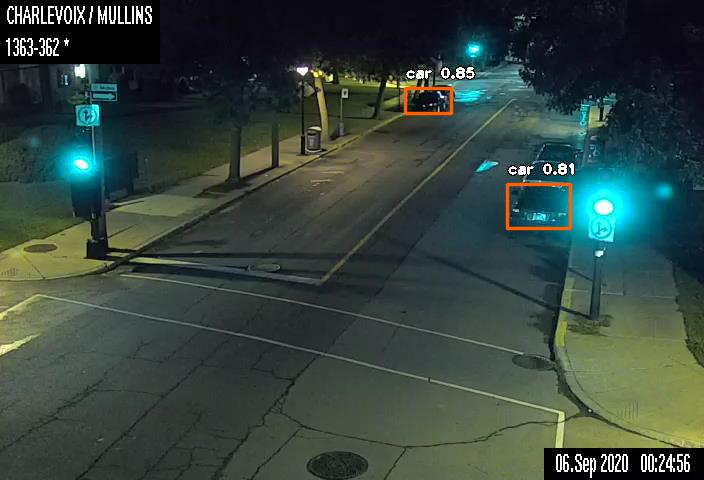 CHARLEVOIX / MULLINS
1363-362 *
car 0.85
car 0.81
06.Sep 2020 00:24:56